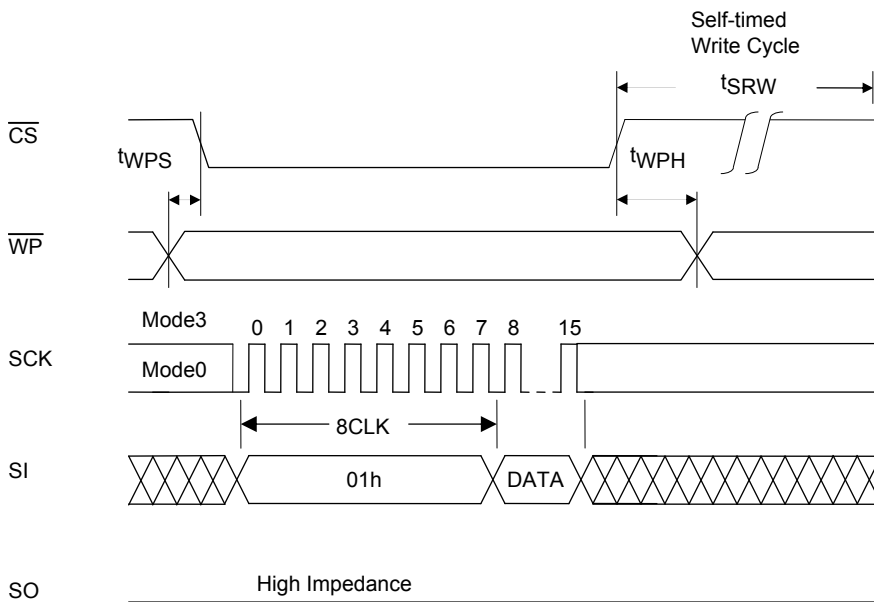 Self-timed
Write Cycle
tSRW
CS
tWPS
tWPH
WP
Mode3
0 1 2 3 4 5 6 7 8 15
SCK
Mode0
8CLK
SI
01h
DATA
High Impedance
SO